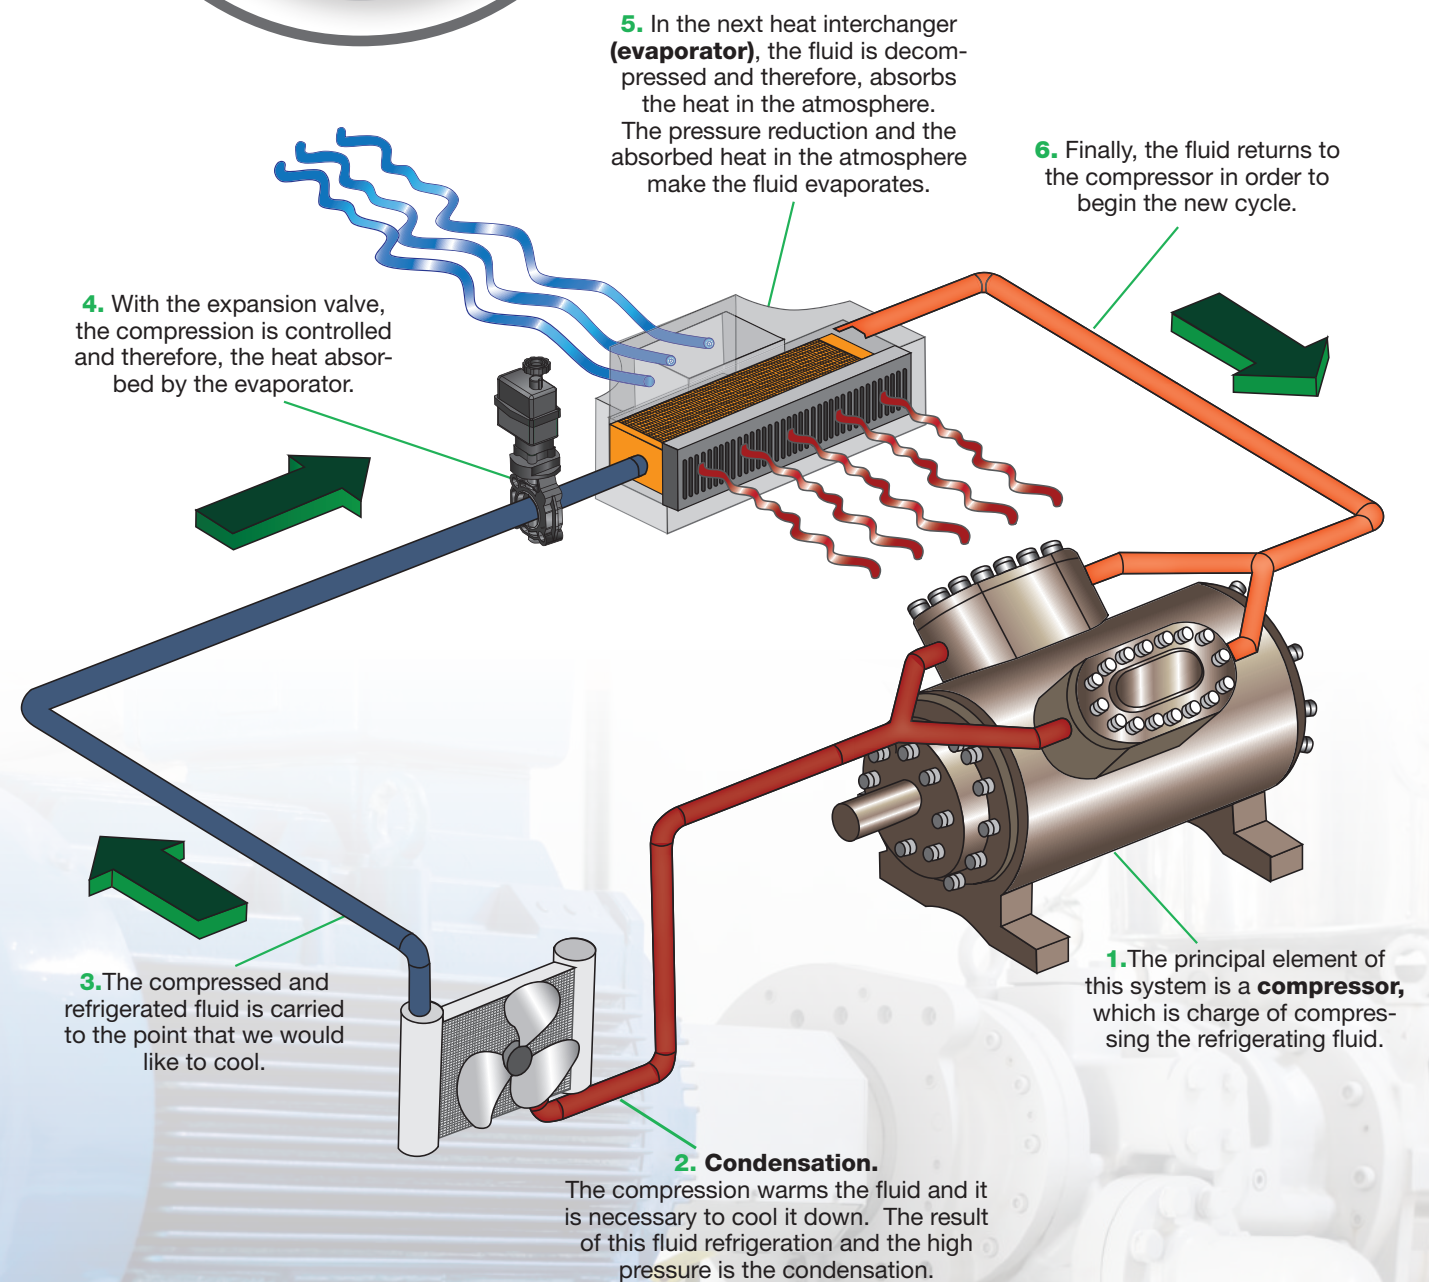 5. In the next heat interchanger
(evaporator), the fluid is decom-
pressed and therefore, absorbs
the heat in the atmosphere.
The pressure reduction and the
absorbed heat in the atmosphere
make the fluid evaporates.
6. Finally, the fluid returns to
the compressor in order to
begin the new cycle.
4. With the expansion valve,
the compression is controlled
and therefore, the heat absor-
bed by the evaporator.
3.The compressed and
refrigerated fluid is carried
to the point that we would
like to cool.
1.The principal element of
this system is a compressor,
which is charge of compres-
sing the refrigerating fluid.
2. Condensation.
The compression warms the fluid and it
is necessary to cool it down. The result
of this fluid refrigeration and the high
pressure is the condensation.